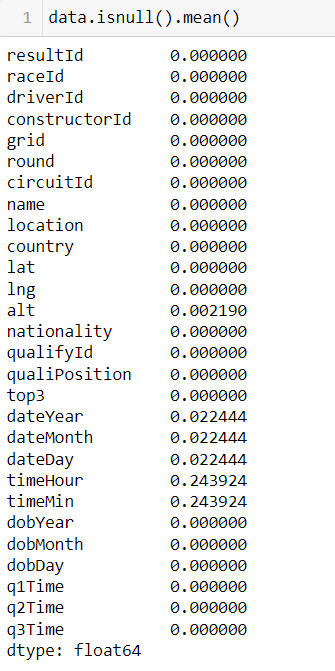 1 data.isnull().mean()
resultId 0.000000
raceId 0.000000
driverId 0.000000
constructorId 0.000000
grid 0.000000
round 0.000000
circuitId 0.000000
name 0.000000
location 0.000000
country 0.000000
lat 0.000000
lng 0.000000
alt 0.002190
nationality 0.000000
qualifyId 0.000000
qualiPosition 0.000000
top3 0.000000
dateYear 0.022444
dateMonth 0.022444
dateDay 0.022444
timeHour 0.243924
timeMin 0.243924
dobYear 0.000000
dobMonth 0.000000
dobDay 0.000000
q1Time 0.000000
q2Time 0.000000
q3Time 0.000000
dtype: float64